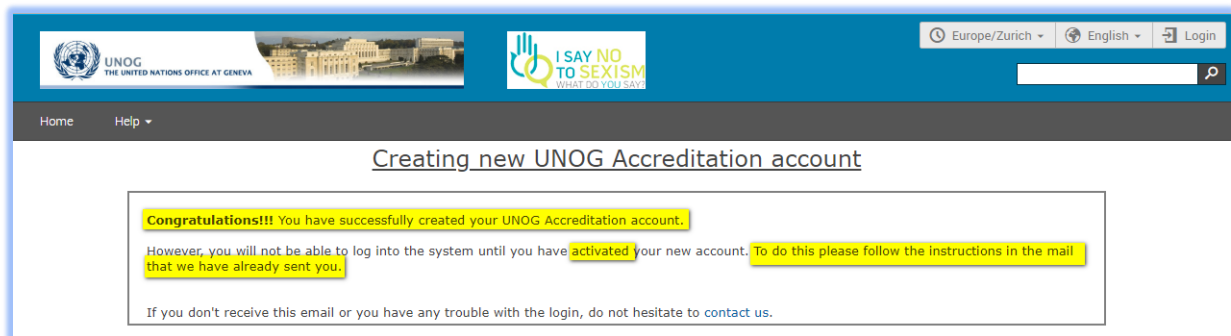 UNOG
THE UNITED NATIONS OFFICE AT GENEVA
I SAY NO
TO SEXISM
WHAT DO YOU SAY?
Europe/Zurich
English
Login
Home
Help
Creating new UNOG Accreditation account
Congratulations!!! You have successfully created your UNOG Accreditation account.
However, you will not be able to log into the system until you have activated your new account. To do this please follow the instructions in the mail
that we have already sent you.
If you don't receive this email or you have any trouble with the login, do not hesitate to contact us.